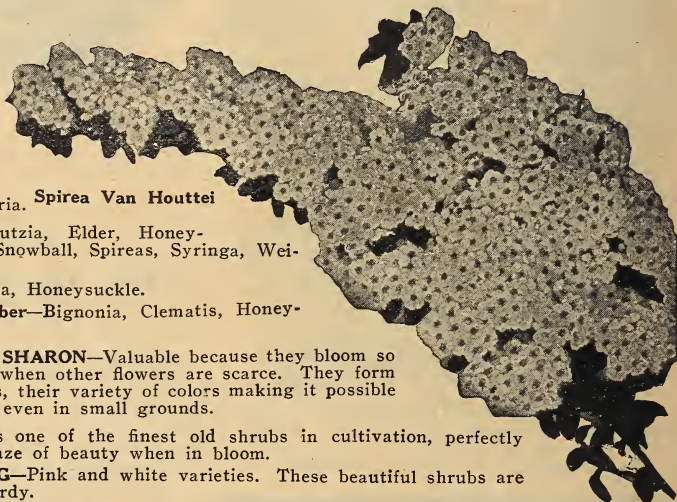 ria. Spirea Van Houttei
utzia, Elder, Honey-
Snowball, Spireas, Syringa, Wei-
a, Honeysuckle.
ber—Bignonia, Clematis, Honey-
SHARON—Valuable because they bloom so
when other flowers are scarce. They form
s, their variety of colors making it possible
even in small grounds.
s one of the finest old shrubs in cultivation, perfectly
aze of beauty when in bloom.
G—Pink and white varieties. These beautiful shrubs are
rdy.